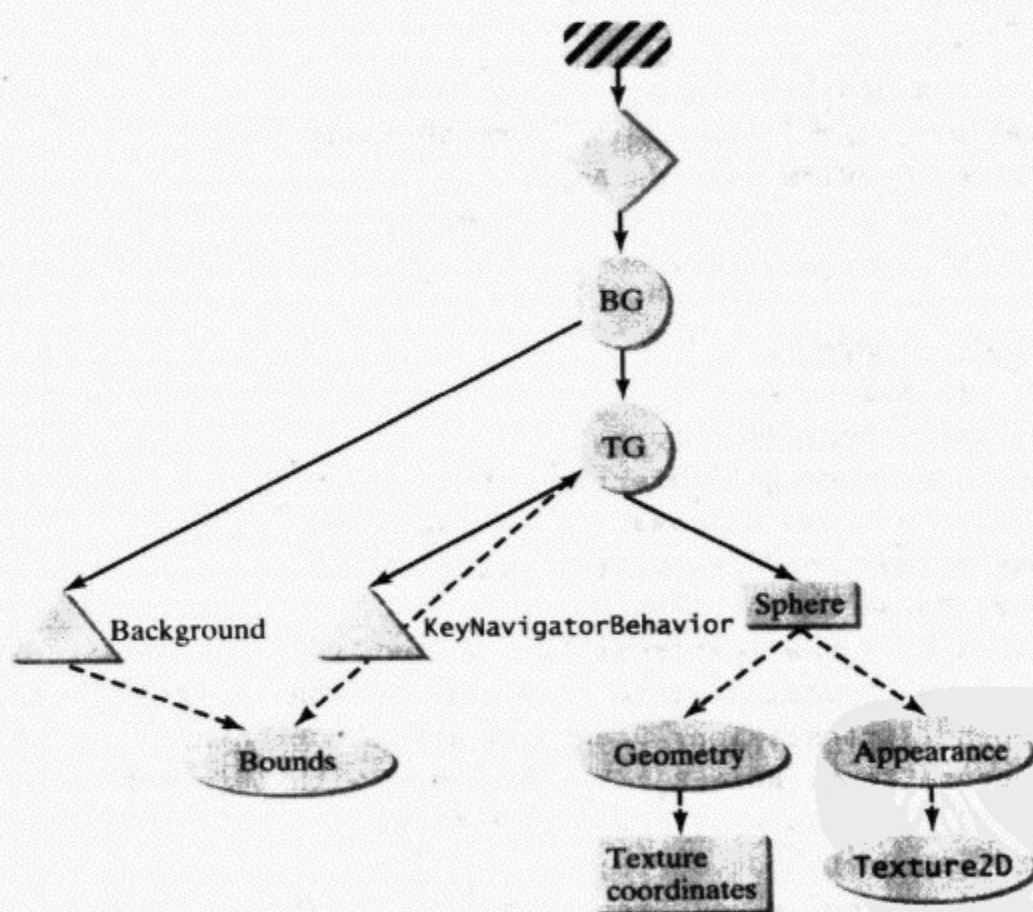 A
BG
TG
Background
KeyNavigatorBehavior
Sphere
Bounds
Geometry
Appearance
Texture
coordinates
Texture2D